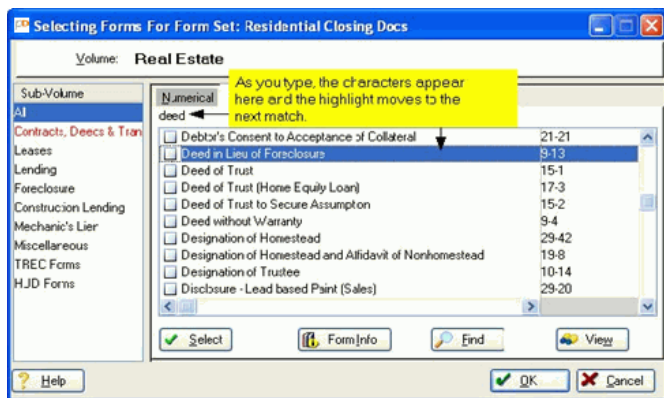 Selecting Forms For Form Set: Residential Closing Docs
Volume: Real Estate
Sub-Volume
All
Contracts, Deeds & Tran
Leases
Lending
Foreclosure
Construction Lending
Mechanic's Lien
Miscellaneous
TREC Forms
HJD Forms
Numerical
As you type, the characters appear
here and the highlight moves to the
next match.
deed
Debtor's Consent to Acceptance of Collateral 21-21
Deed in Lieu of Foreclosure 9-13
Deed of Trust 15-1
Deed of Trust (Home Equity Loan) 17-3
Deed of Trust to Secure Assumption 15-2
Deed without Warranty 9-4
Designation of Homestead 29-42
Designation of Homestead and Affidavit of Nonhomestead 19-8
Designation of Trustee 10-14
Disclosure - Lead based Paint (Sales) 29-20
Select Form Info Find View
Help OK Cancel